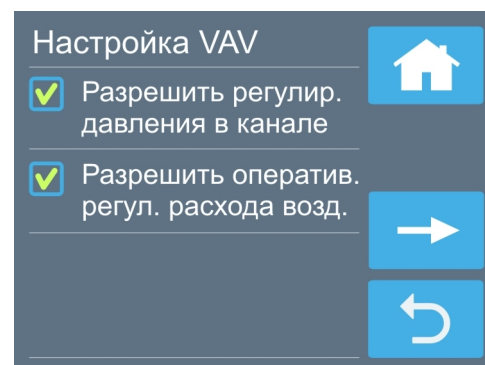 Настройка VAV
Разрешить регулир.
давления в канале
Разрешить оператив.
регул. расхода возд.